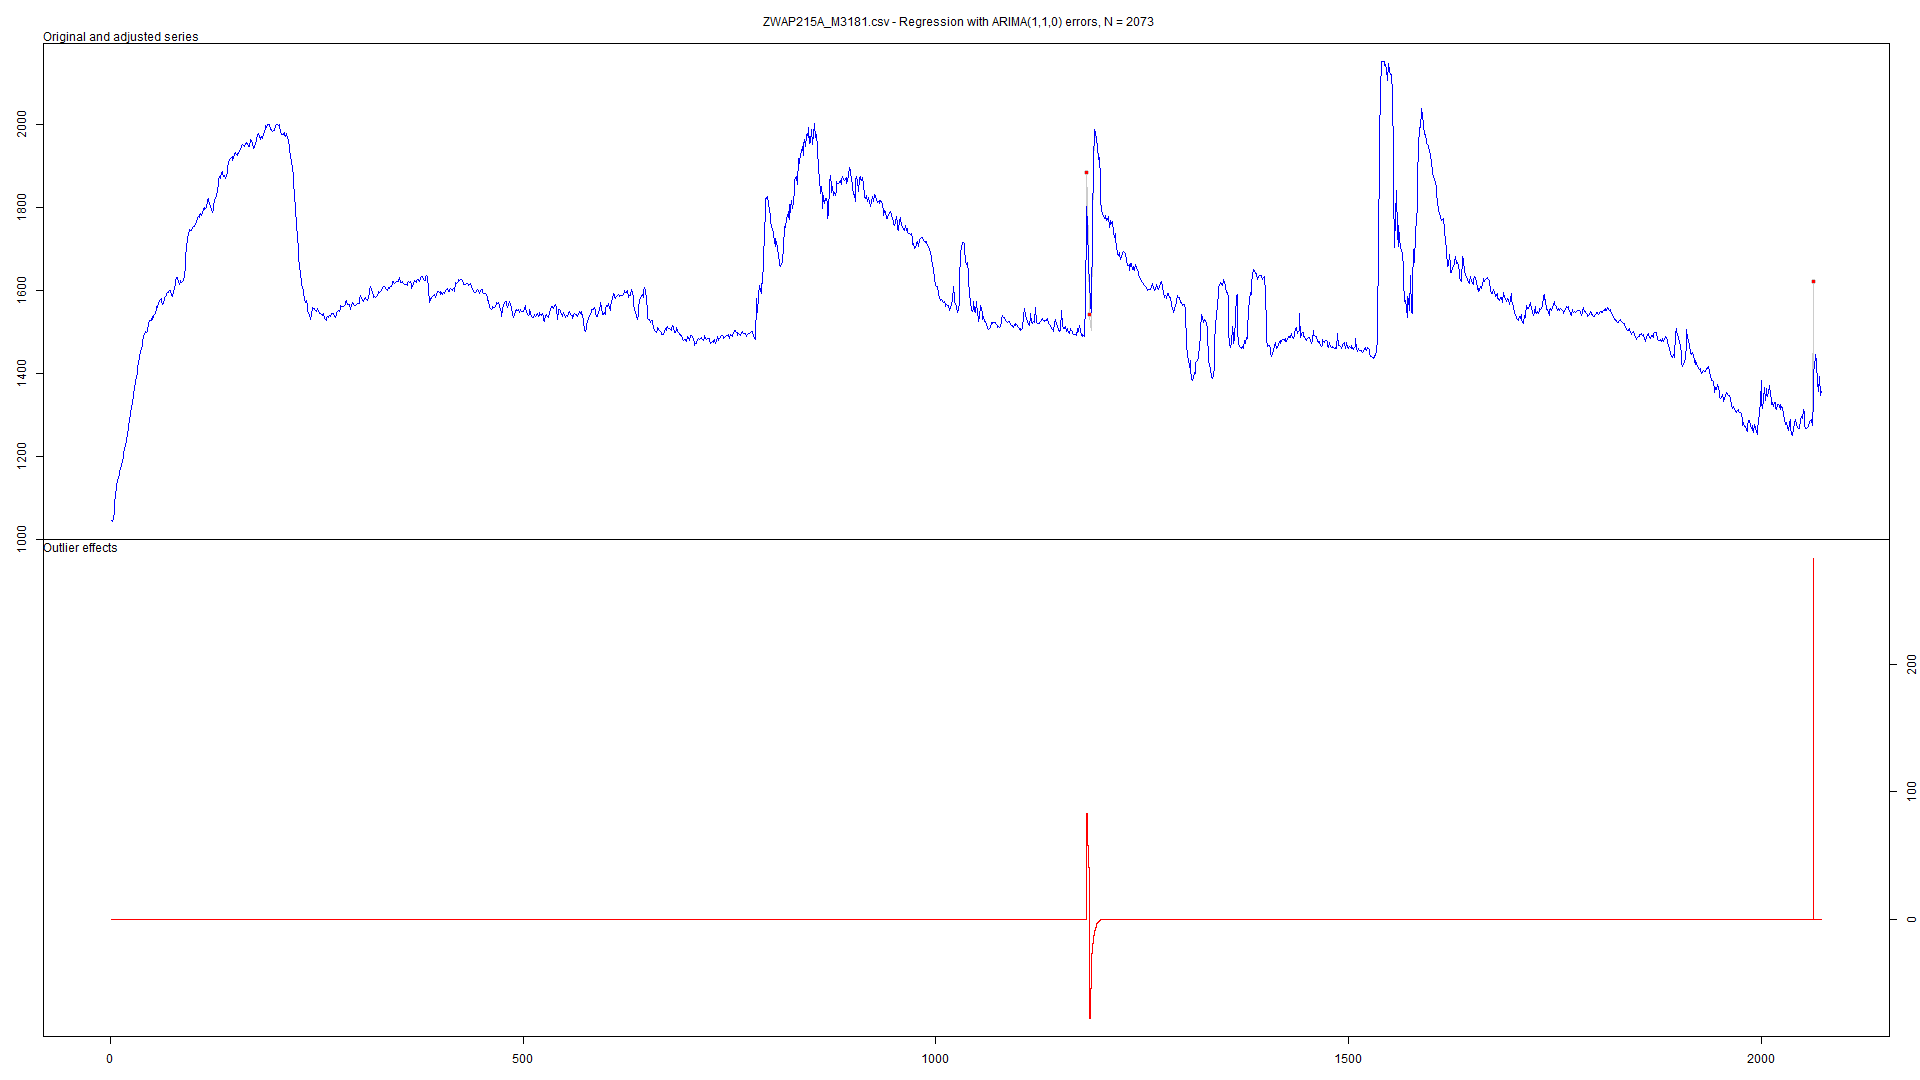 ZWAP215A_M3181.csv - Regression with ARIMA(1,1,0) errors, N = 2073
Original and adjusted series
2000
1800
1600
1400
1200
1000
Outlier effects
200
100
0
0 500 1000 1500 2000